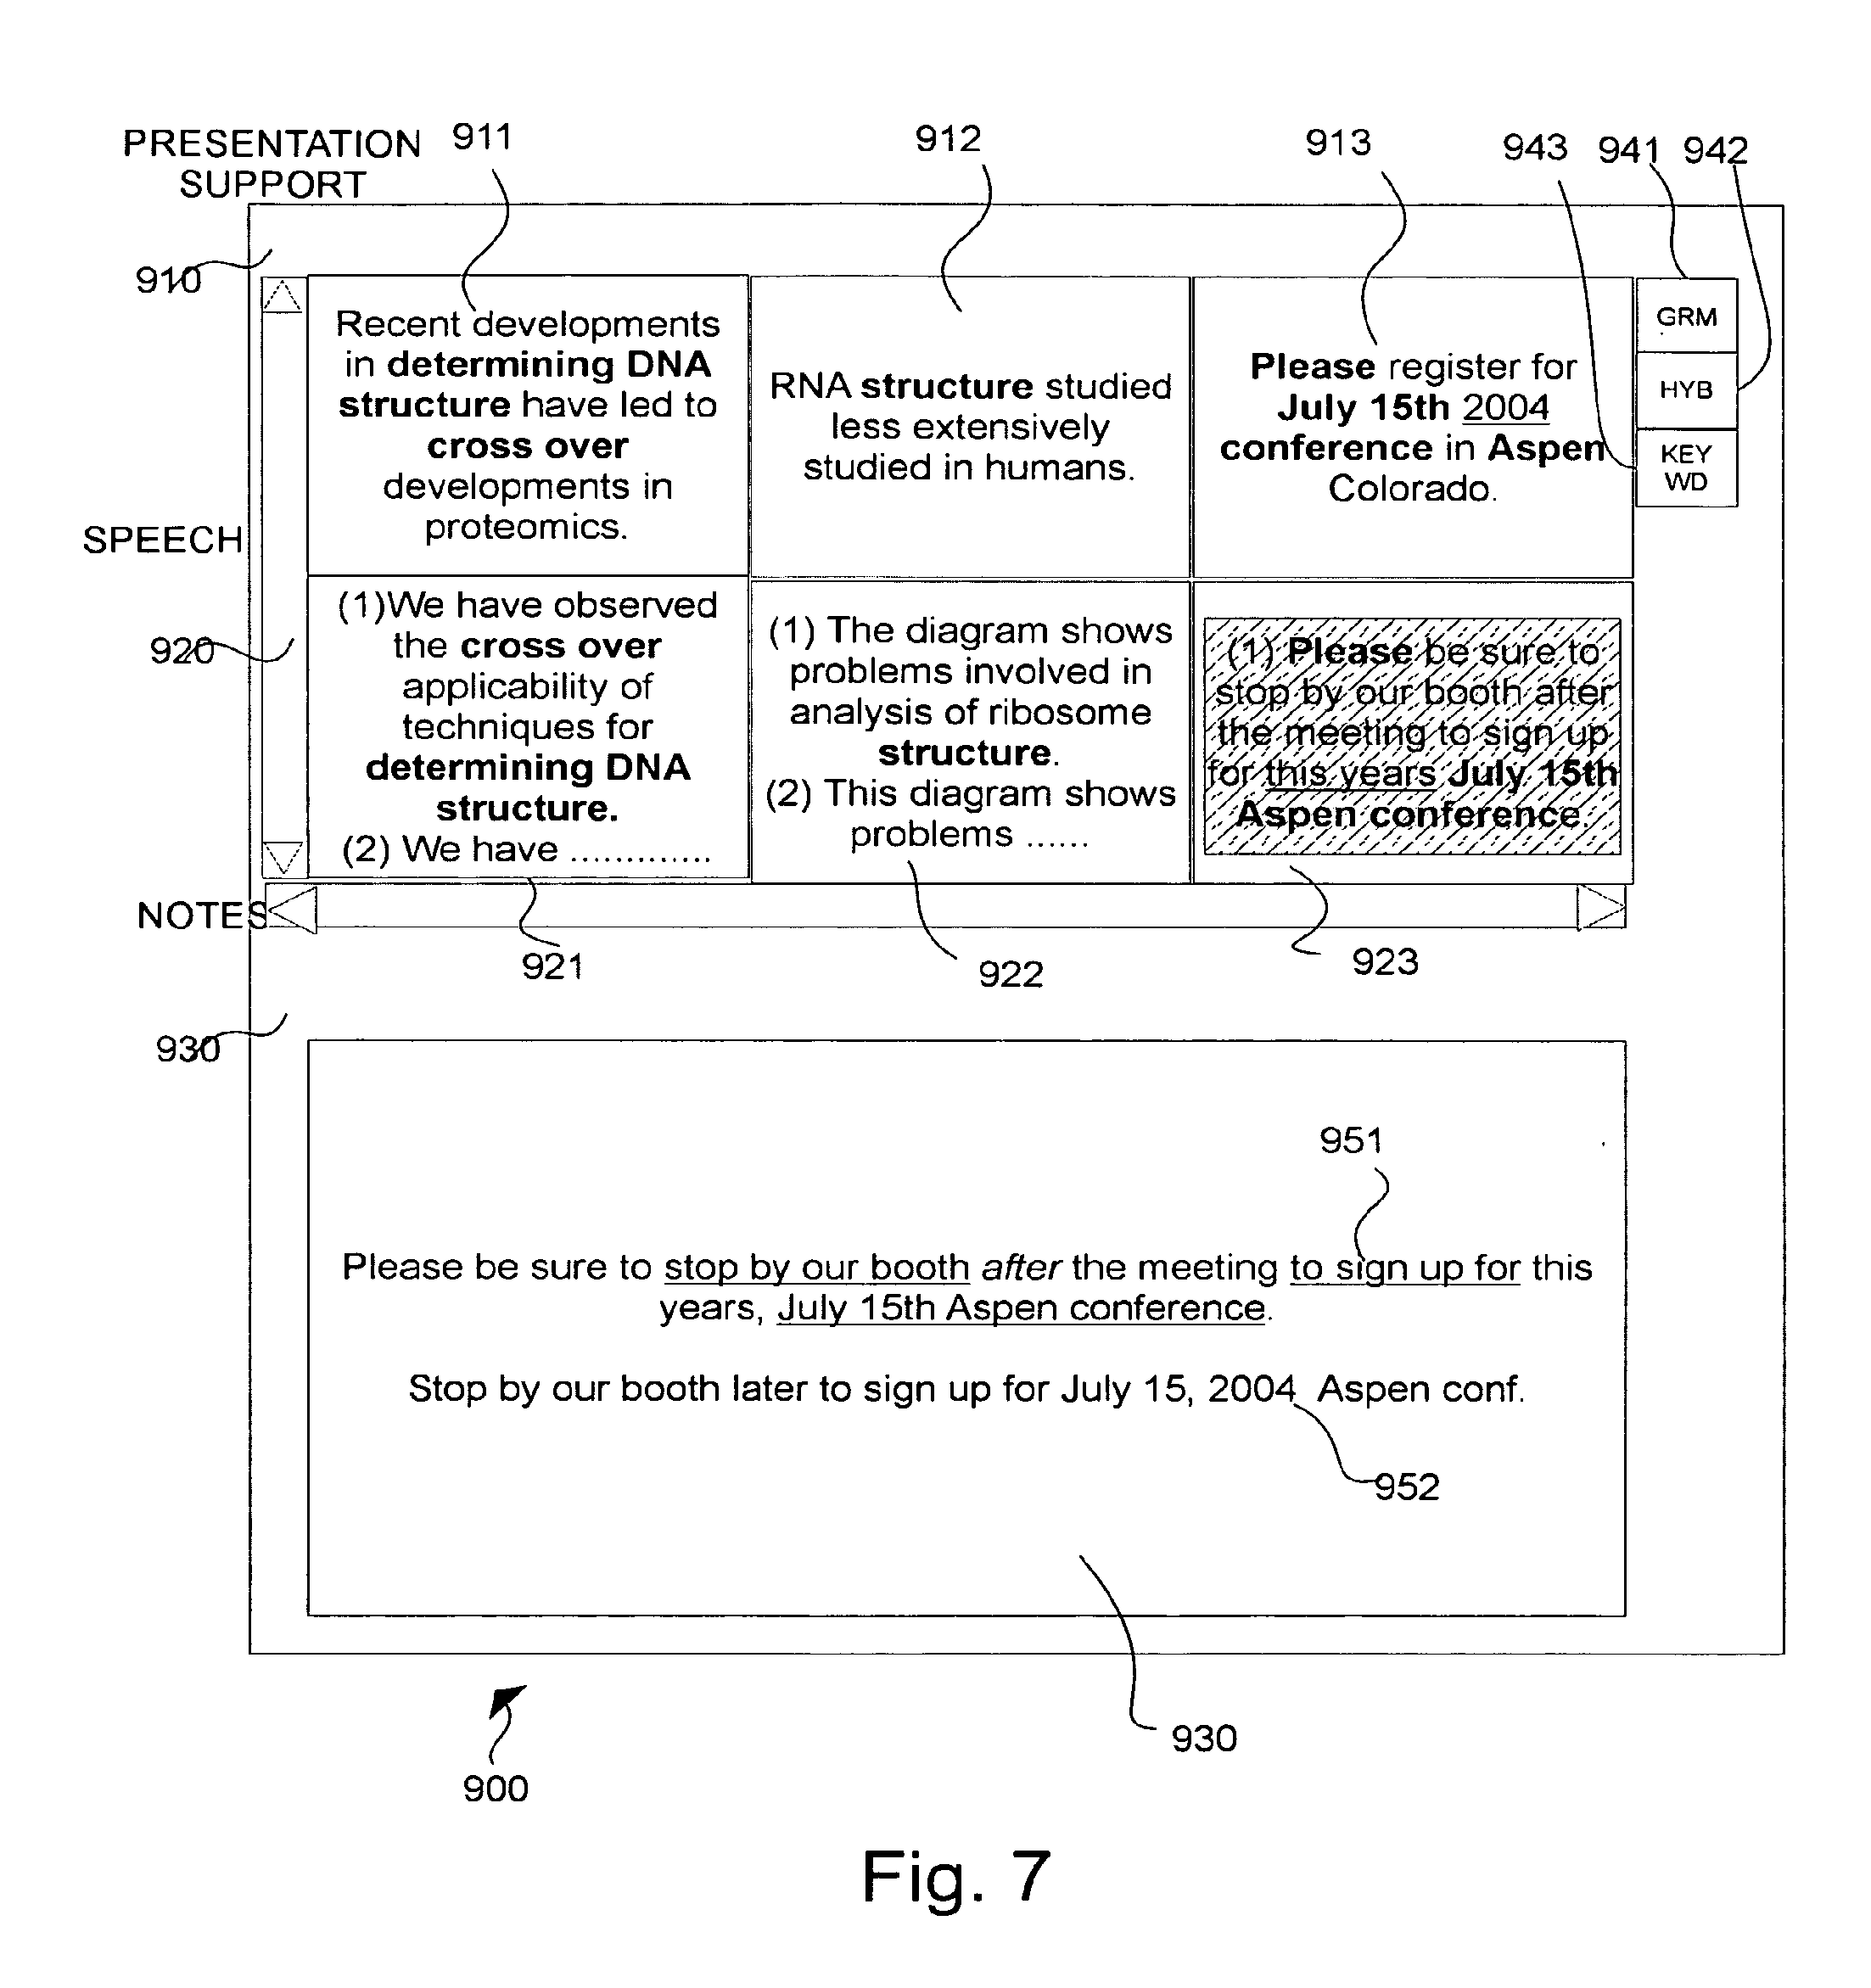 PRESENTATION
SUPPORT
911
912
913
943
941
942
910
Recent developments
in determining DNA
structure have led to
cross over
developments in
proteomics.
RNA structure studied
less extensively
studied in humans.
Please register for
July 15th 2004
conference in Aspen
Colorado.
GRM
HYB
KEY
WD
SPEECH
920
(1)We have observed
the cross over
applicability of
techniques for
determining DNA
structure.
(2) We have .............
(1) The diagram shows
problems involved in
analysis of ribosome
structure.
(2) This diagram shows
problems ......
(1) Please be sure to
stop by our booth after
the meeting to sign up
for this years July 15th
Aspen conference.
NOTES
921
922
923
930
951
Please be sure to stop by our booth after the meeting to sign up for this
years, July 15th Aspen conference.
Stop by our booth later to sign up for July 15, 2004 Aspen conf.
952
930
900
Fig. 7